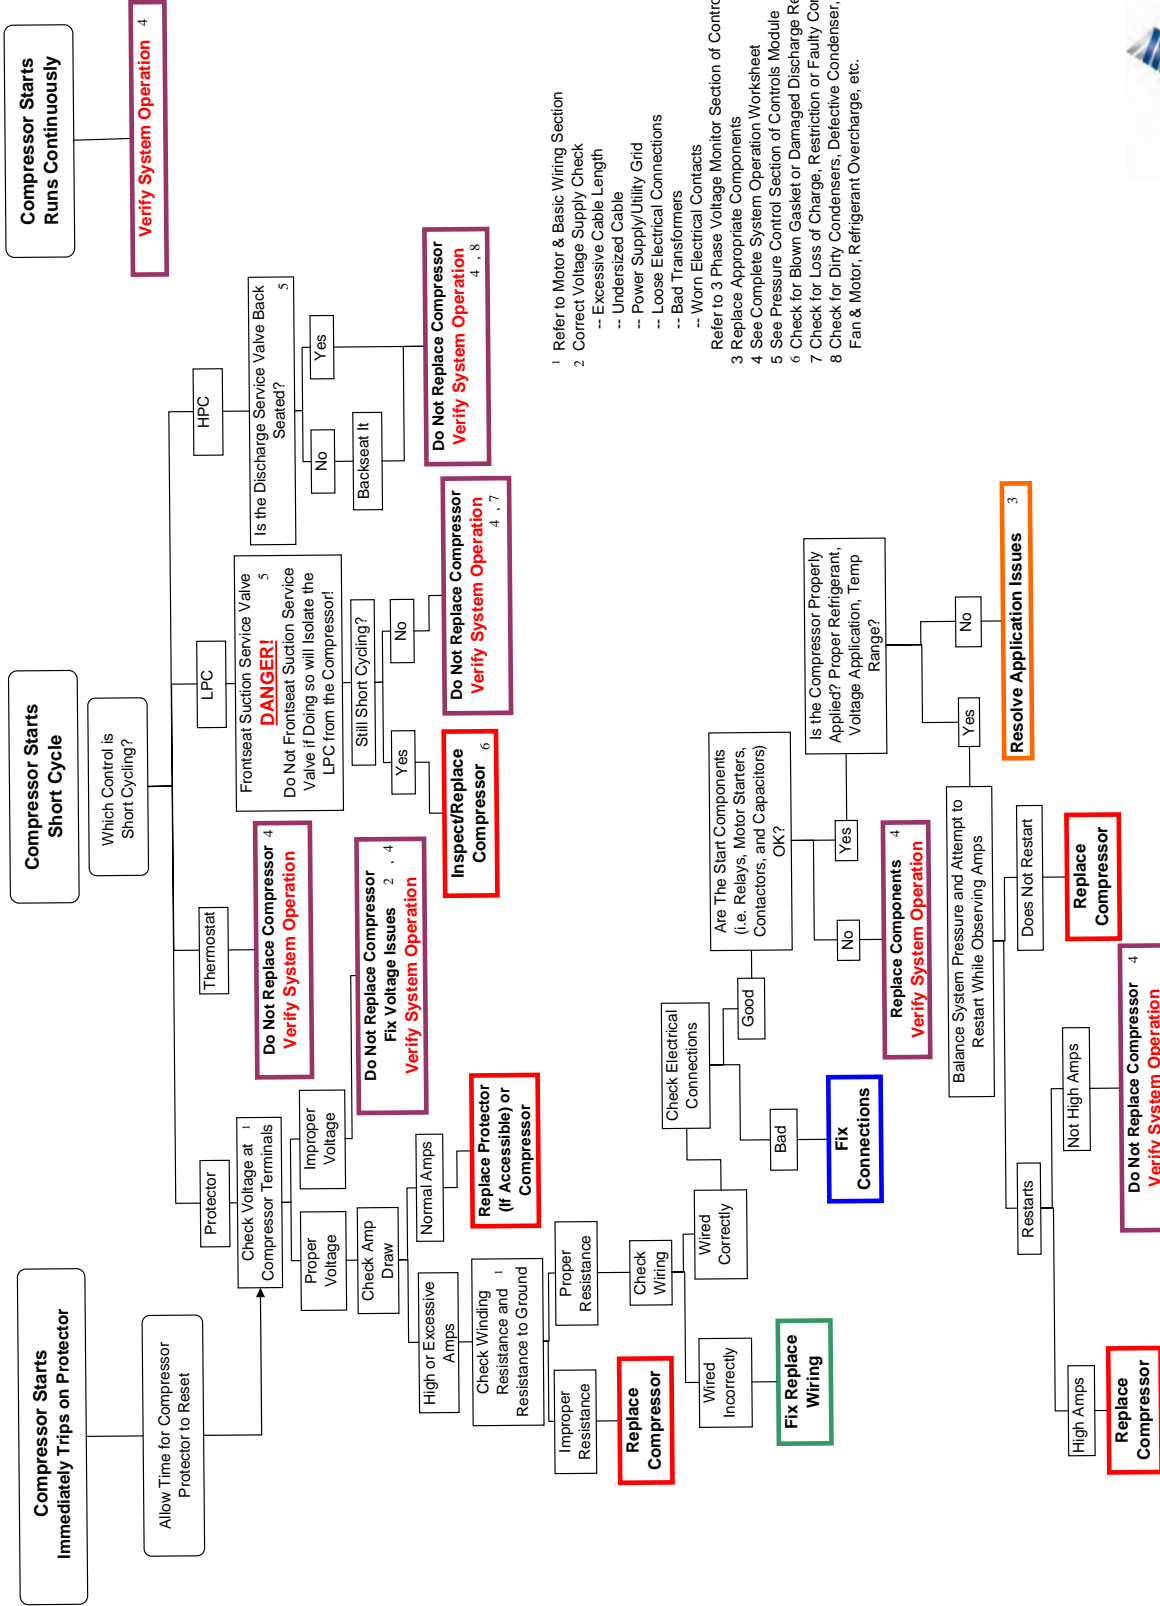 Compressor Starts
Immediately Trips on Protector
Allow Time for Compressor
Protector to Reset
Compressor Starts
Short Cycle
Which Control is
Short Cycling?
Compressor Starts
Runs Continuously
Verify System Operation 4
Protector
Thermostat
LPC
HPC
Check Voltage at 1
Compressor Terminals
Do Not Replace Compressor 4
Verify System Operation
Frontseat Suction Service Valve
DANGER! 5
Do Not Frontseat Suction Service
Valve if Doing so will Isolate the
LPC from the Compressor!
Is the Discharge Service Valve Back
Seated? 5
Proper
Voltage
Improper
Voltage
Still Short Cycling?
No
Yes
Backseat It
Check Amp
Draw
Do Not Replace Compressor
Fix Voltage Issues 2 , 4
Verify System Operation
Yes
No
Do Not Replace Compressor
Verify System Operation
4 , 8
High or Excessive
Amps
Normal Amps
Inspect/Replace
Compressor 6
Do Not Replace Compressor
Verify System Operation
4 , 7
Check Winding
Resistance and 1
Resistance to Ground
Replace Protector
(If Accessible) or
Compressor
Improper
Resistance
Proper
Resistance
Replace
Compressor
Check
Wiring
Wired
Incorrectly
Wired
Correctly
Check Electrical
Connections
Fix Replace
Wiring
Bad
Good
Fix
Connections
Are The Start Components
(i.e. Relays, Motor Starters,
Contactors, and Capacitors)
OK?
No
Yes
Replace Components 4
Verify System Operation
Is the Compressor Properly
Applied? Proper Refrigerant,
Voltage Application, Temp
Range?
Yes
No
Balance System Pressure and Attempt to
Restart While Observing Amps
Resolve Application Issues 3
Restarts
Does Not Restart
High Amps
Not High Amps
Replace
Compressor
Replace
Compressor
Do Not Replace Compressor 4
Verify System Operation
1 Refer to Motor & Basic Wiring Section
2 Correct Voltage Supply Check
-- Excessive Cable Length
-- Undersized Cable
-- Power Supply/Utility Grid
-- Loose Electrical Connections
-- Bad Transformers
-- Worn Electrical Contacts
Refer to 3 Phase Voltage Monitor Section of
3 Replace Appropriate Components
4 See Complete System Operation Worksheet
5 See Pressure Control Section of Controls Module
6 Check for Blown Gasket or Damaged Discharge
7 Check for Loss of Charge, Restriction or Faulty
8 Check for Dirty Condensers, Defective Condenser,
Fan & Motor, Refrigerant Overcharge, etc.